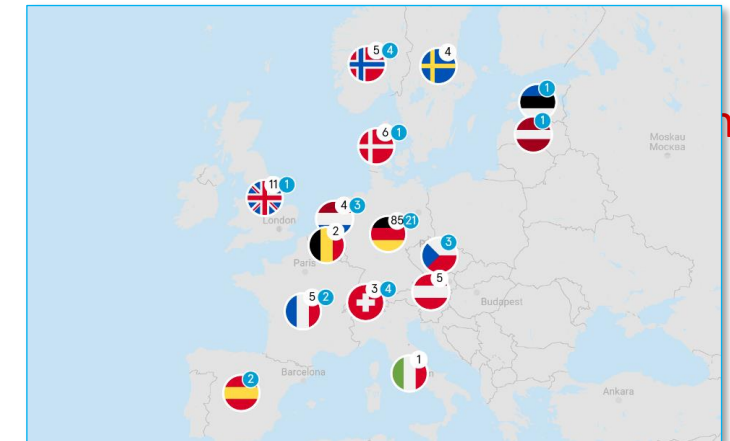 5 4
4
1
1
n
Moskau
Москва
6 1
11 1
London
4 3
2
85 21
3
Paris
5
3 4
5 2
Budapest
1
2
Barcelona
Ankara